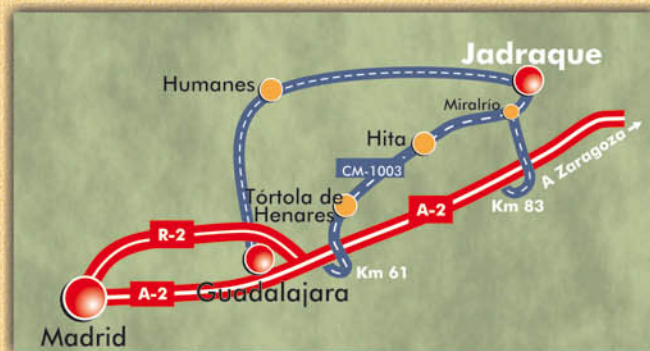 Jadraque
Humanes
Miralrío
Hita
CM-1003
A Zaragoza
Tórtola de
Henares
Km 83
A-2
R-2
Km 61
A-2
Guadalajara
Madrid